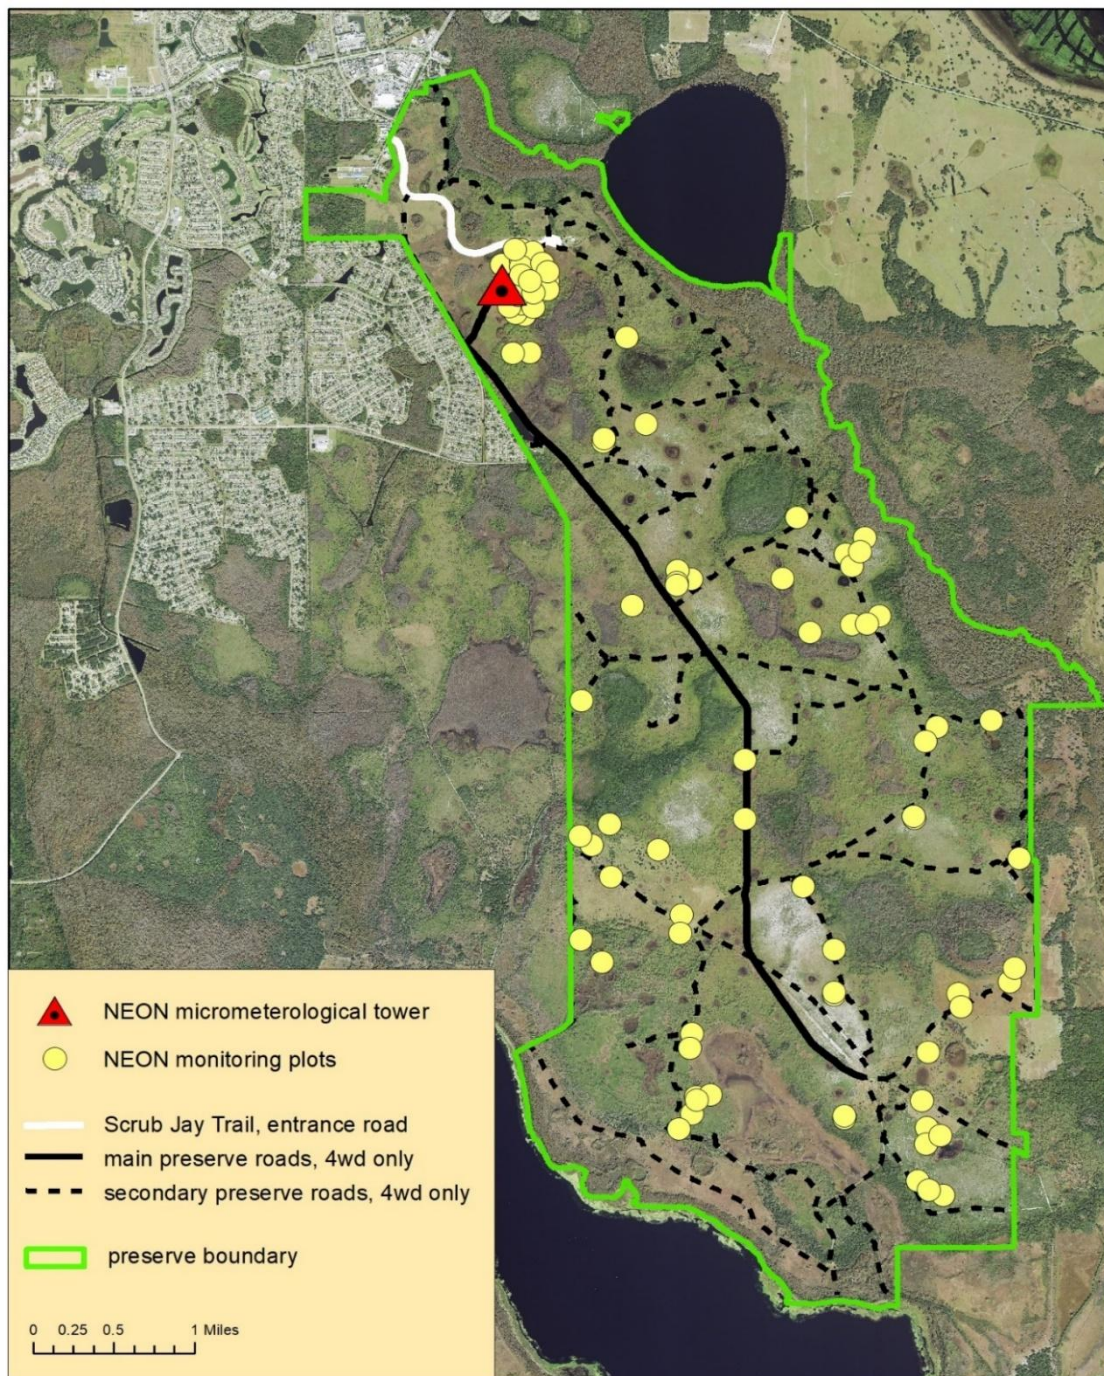 NEON micrometerological tower
NEON monitoring plots
Scrub Jay Trail, entrance road
main preserve roads, 4wd only
secondary preserve roads, 4wd only
preserve boundary
0 0.25 0.5 1 Miles